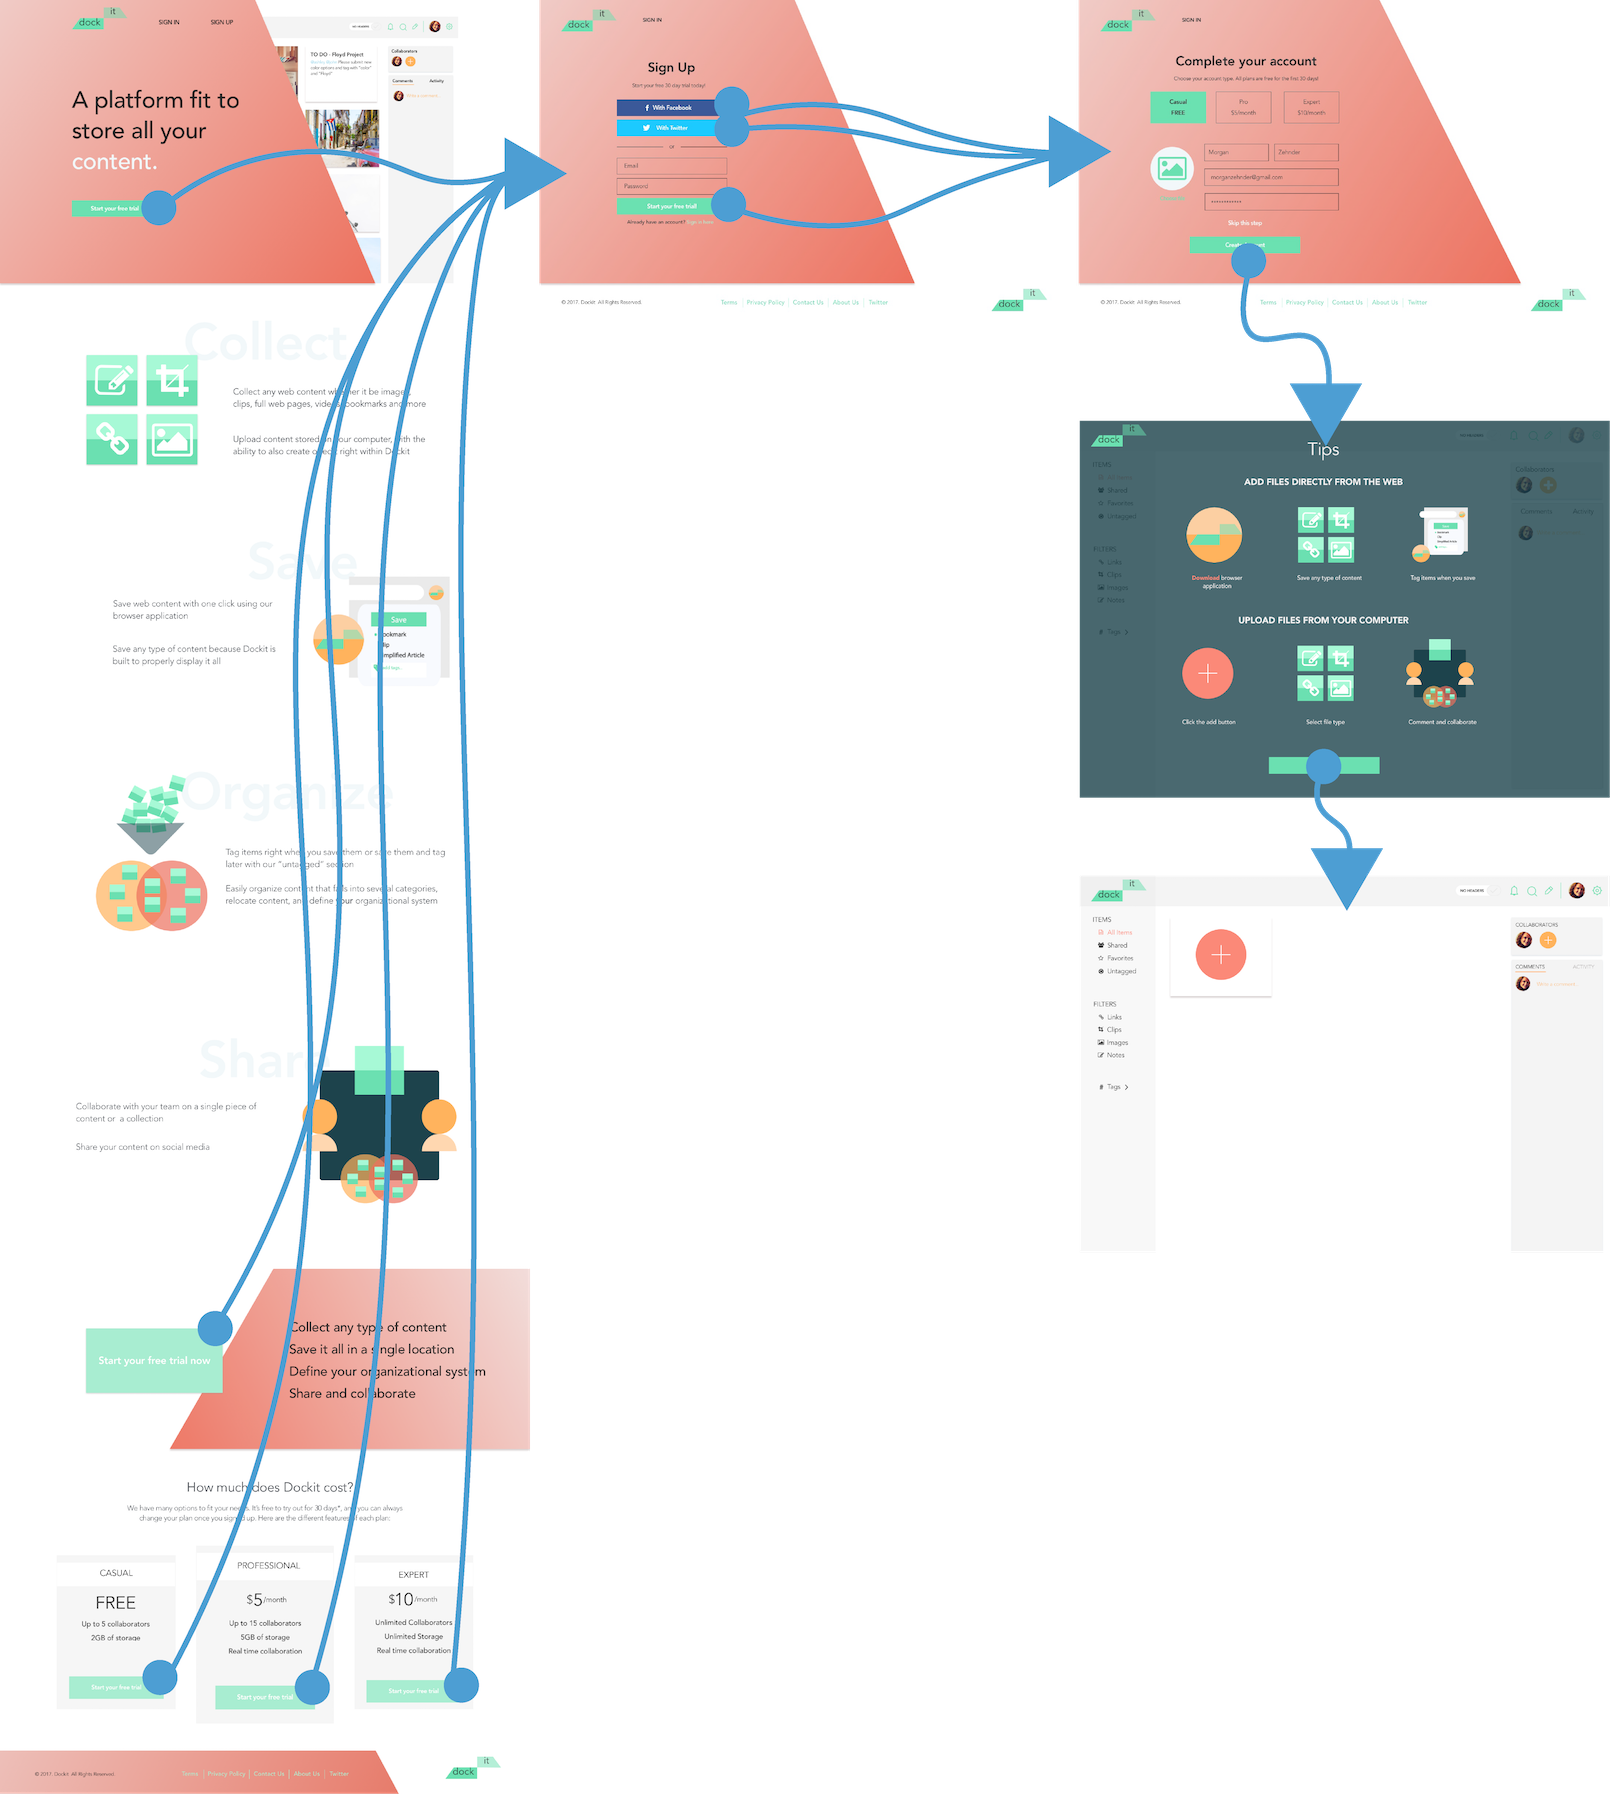 dock it
SIGN IN
SIGN UP
A platform fit to
store all your
content.
Start your free trial
NO HEADERS
TO DO - Floyd Project
Please submit new
color options and tag with "color"
and "Floyd"
Collaborators
Comments
Activity
Collect
Collect any web content
clips, full web pages,
bookmarks and more
Upload content stored
computer, with the
ability to also create
right within Dockit
Save
Save web content with one click using our
browser application
Save any type of content because Dockit is
built to properly display it all
Save
Organize
Tag items right when you save them or save them and tag
later with our "untagged" section
Easily organize content that falls into several categories,
relocate content, and define your organizational system
Share
Collaborate with your team on a single piece of
content or a collection
Share your content on social media
Start your free trial now
Collect any type of content
Save it all in a single location
Define your organizational system
Share and collaborate
How much does Dockit cost?
We have many options to fit your needs. It's free to try out for 30 days*, and you can always
change your plan once you signed up. Here are the different features of each plan:
CASUAL
FREE
Up to 5 collaborators
2GB of storage
Start your free trial
PROFESSIONAL
$5/month
Up to 15 collaborators
5GB of storage
Real time collaboration
Start your free trial
EXPERT
$10/month
Unlimited Collaborators
Unlimited Storage
Real time collaboration
Start your free trial
© 2017. Dockit. All Rights Reserved.
Terms
Privacy Policy
Contact Us
About Us
Twitter
dock it
dock it
SIGN IN
Sign Up
Start your free 30 day trial today!
With Facebook
With Twitter
or
Email
Password
Start your free trial!
Already have an account? Sign in here
© 2017. Dockit. All Rights Reserved.
Terms
Privacy Policy
Contact Us
About Us
Twitter
dock it
dock it
SIGN IN
Complete your account
Choose your account type. All plans are free for the first 30 days!
Casual
FREE
Pro
$5/month
Expert
$10/month
Morgan
Zehnder
morganzehnder@gmail.com
Skip this step
© 2017. Dockit. All Rights Reserved.
Terms
Privacy Policy
Contact Us
About Us
Twitter
dock it
dock it
Tips
ITEMS
All Items
Shared
Favorites
Untagged
FILTERS
Links
Clips
Images
Notes
# Tags
Collaborators
Comments
Activity
ADD FILES DIRECTLY FROM THE WEB
Download browser
application
Save any type of content
Tag items when you save
UPLOAD FILES FROM YOUR COMPUTER
Click the add button
Select file type
Comment and collaborate
dock it
NO HEADERS
ITEMS
All Items
Shared
Favorites
Untagged
FILTERS
Links
Clips
Images
Notes
# Tags
COLLABORATORS
COMMENTS
ACTIVITY
Write a comment...